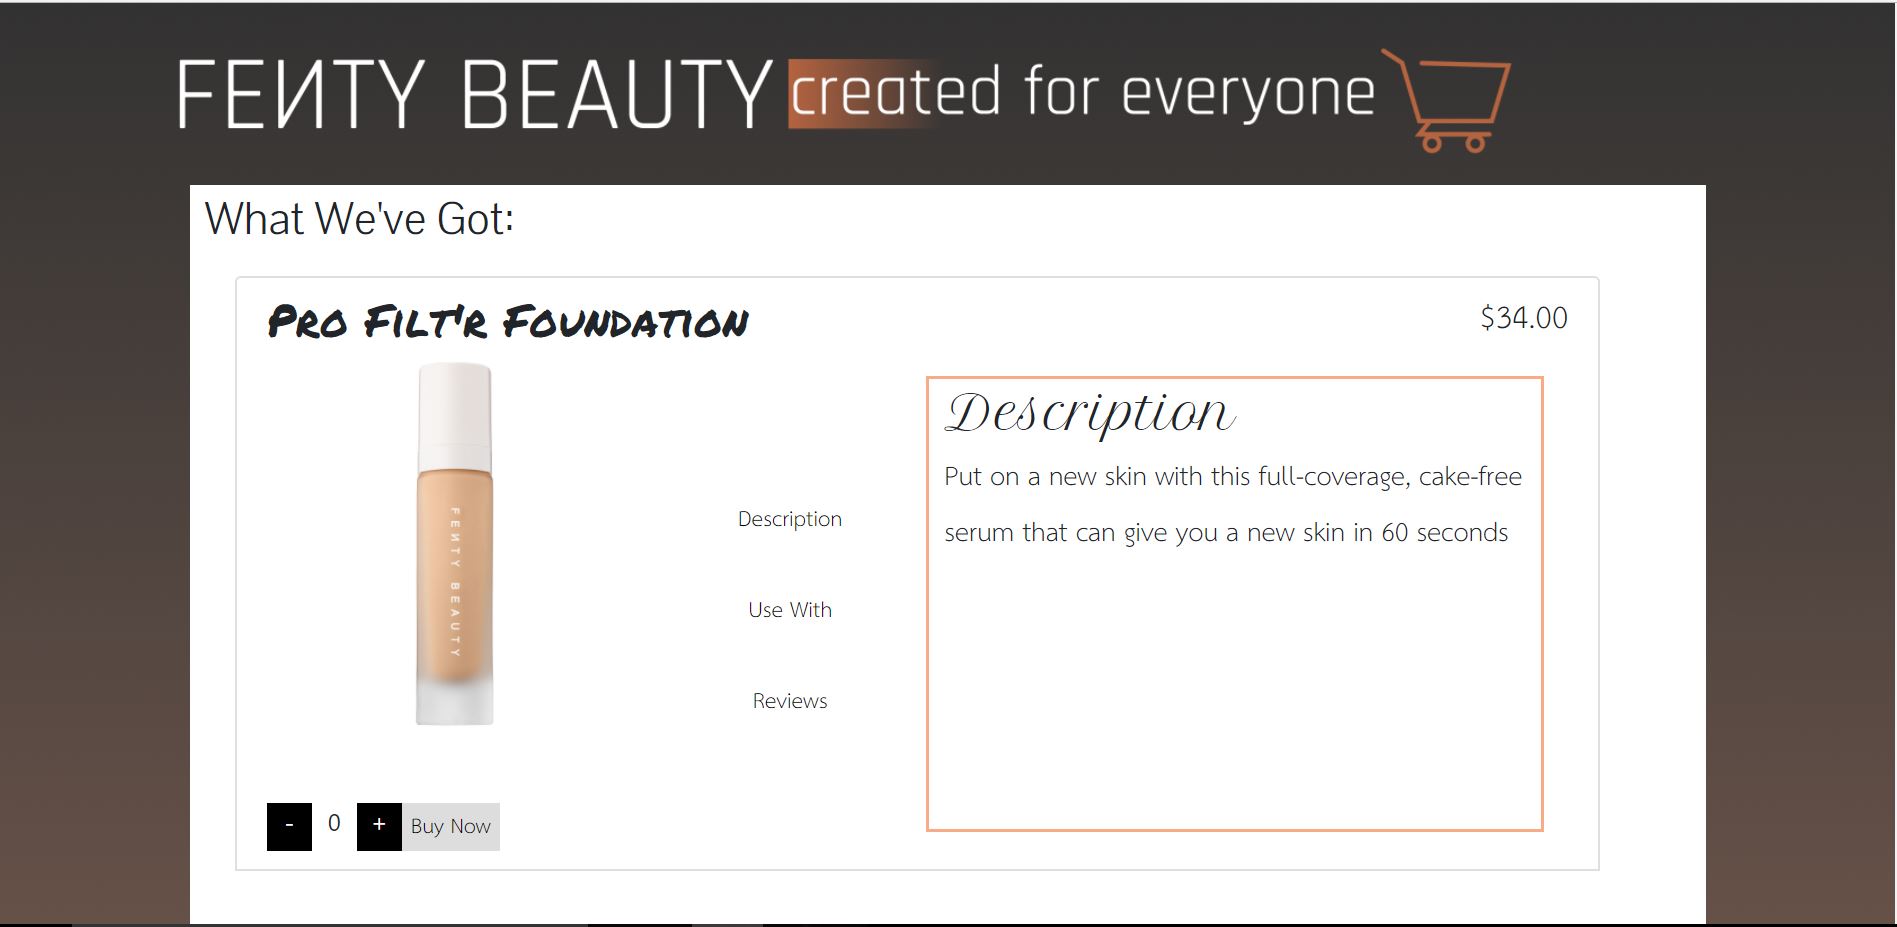 FEИTY BEAUTY created for everyone
What We've Got:
Pro Filt'r Foundation
$34.00
FEИTY BEAUTY
Description
Use With
Reviews
Description
Put on a new skin with this full-coverage, cake-free
serum that can give you a new skin in 60 seconds
- 0 + Buy Now